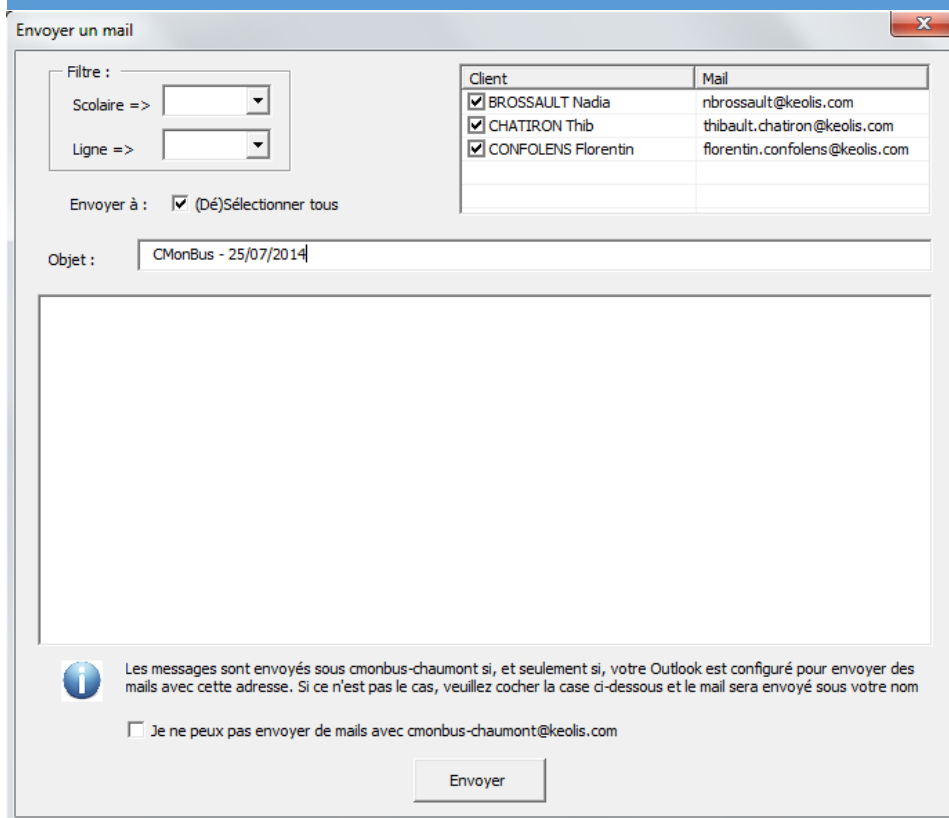 Envoyer un mail
Filtre :
Scolaire =>
Ligne =>
Client Mail
BROSSAULT Nadia nbrossault@keolis.com
CHATIRON Thib thibault.chatiron@keolis.com
CONFOLENS Florentin florentin.confolens@keolis.com
Envoyer à : (Dé)Sélectionner tous
Objet : CMonBus - 25/07/2014
Les messages sont envoyés sous cmonbus-chaumont si, et seulement si, votre Outlook est configuré pour envoyer des
mails avec cette adresse. Si ce n'est pas le cas, veuillez cocher la case ci-dessous et le mail sera envoyé sous votre nom
Je ne peux pas envoyer de mails avec cmonbus-chaumont@keolis.com
Envoyer